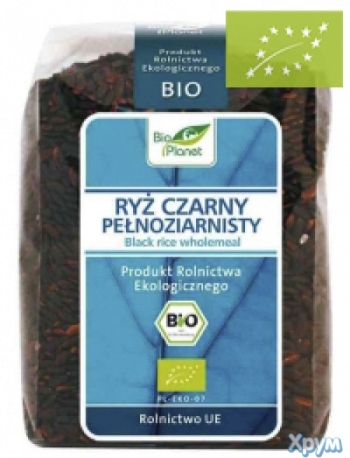 Produkt
Rolnictwa
Ekologicznego
BIO
Bio
Planet
RYŻ CZARNY
PEŁNOZIARNISTY
Black rice wholemeal
Produkt Rolnictwa
Ekologicznego
BIO
PL-EKO-07
Rolnictwo UE
Хрум